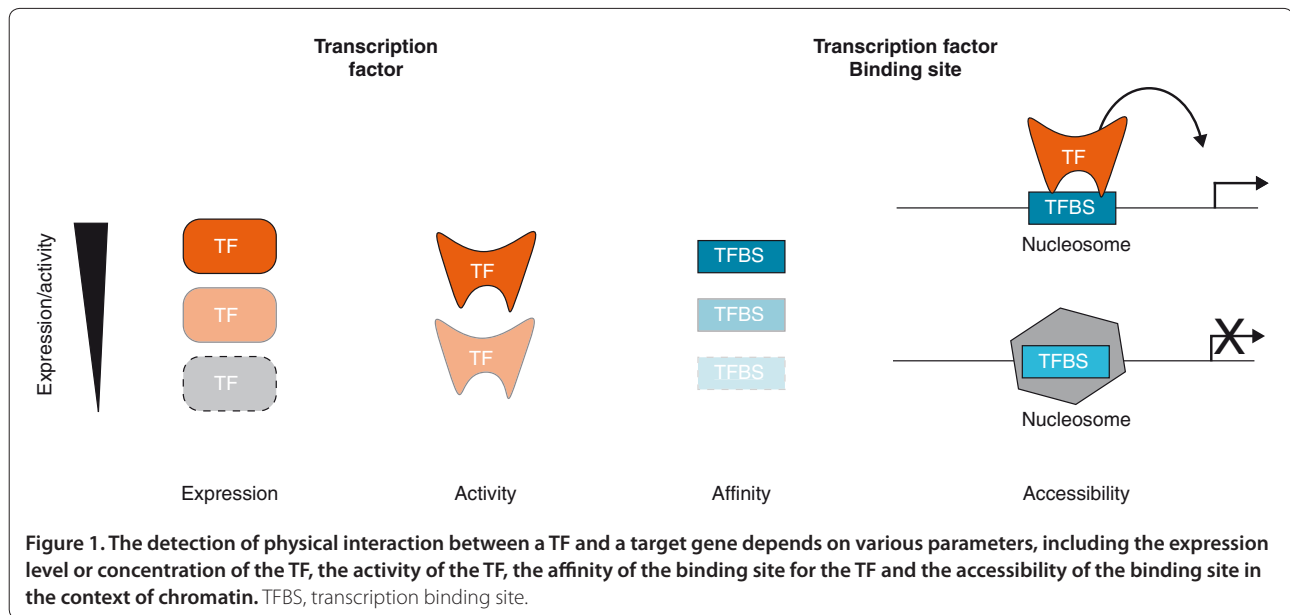 Transcription
factor
Transcription factor
Binding site
Expression/activity
TF
TF
TF
TF
TF
TFBS
TFBS
TFBS
TF
TFBS
Nucleosome
X
TFBS
Nucleosome
Expression
Activity
Affinity
Accessibility
Figure 1. The detection of physical interaction between a TF and a target gene depends on various parameters, including the expression
level or concentration of the TF, the activity of the TF, the affinity of the binding site for the TF and the accessibility of the binding site in
the context of chromatin. TFBS, transcription binding site.